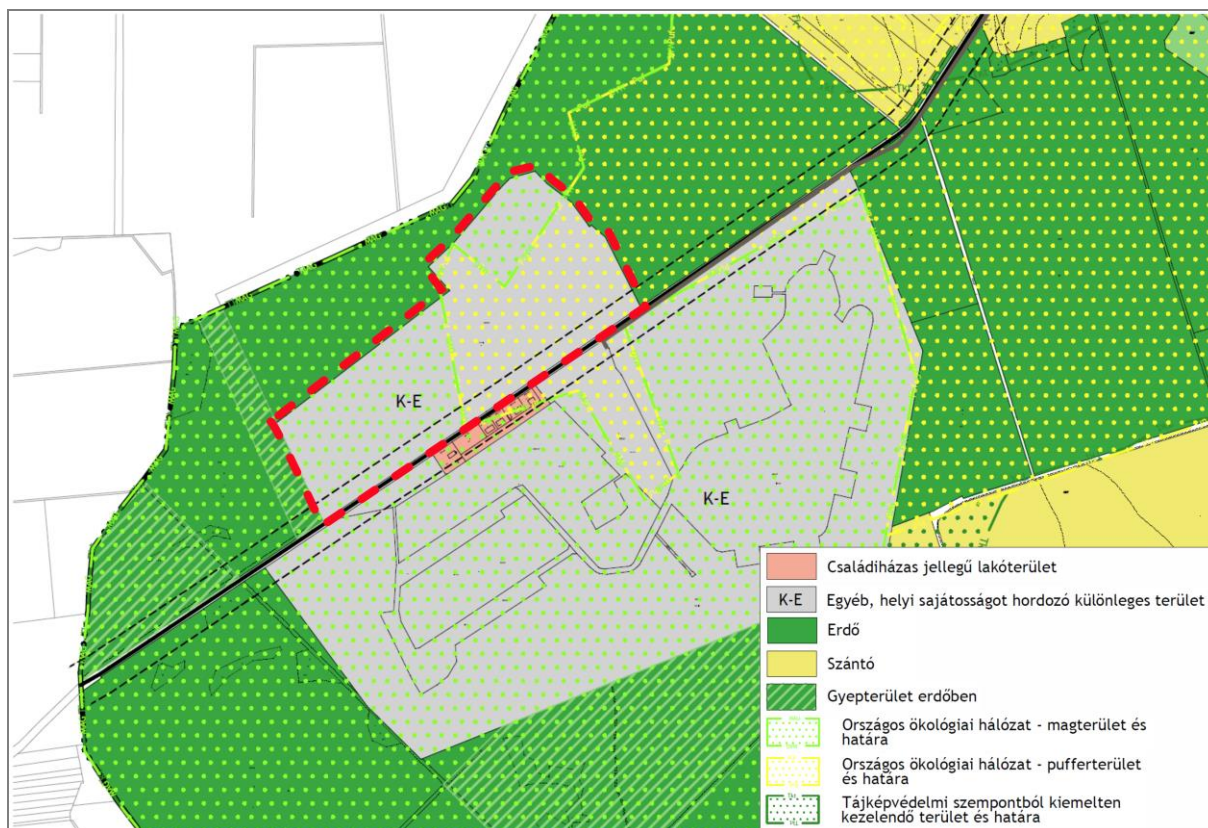 K-E
K-E
Családiházas jellegű lakóterület
K-E Egyéb, helyi sajátosságot hordozó különleges terület
Erdő
Szántó
Gyepterület erdőben
Országos ökológiai hálózat - magterület és
határa
Országos ökológiai hálózat - pufferterület
és határa
Tájképvédelmi szempontból kiemelten
kezelendő terület és határa